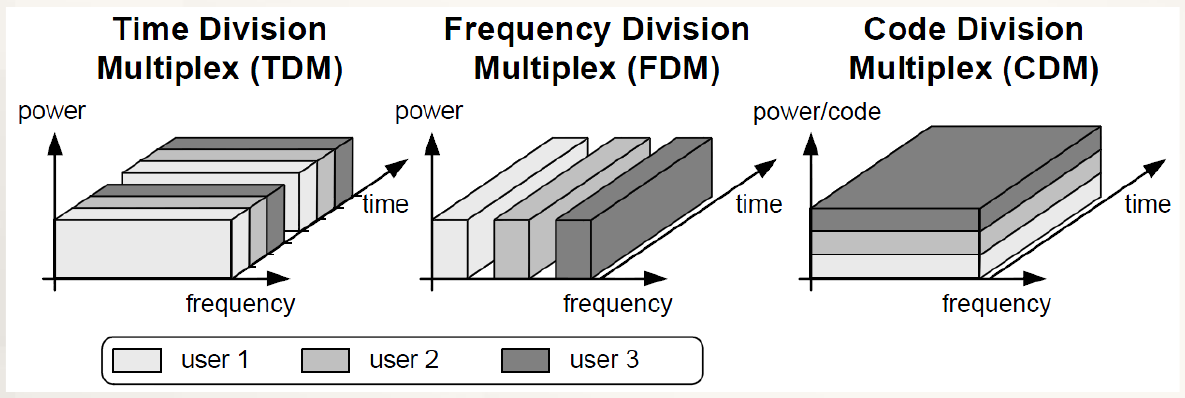 Time Division
Multiplex (TDM)
power
time
frequency
Frequency Division
Multiplex (FDM)
power
time
frequency
Code Division
Multiplex (CDM)
power/code
time
frequency
user 1
user 2
user 3